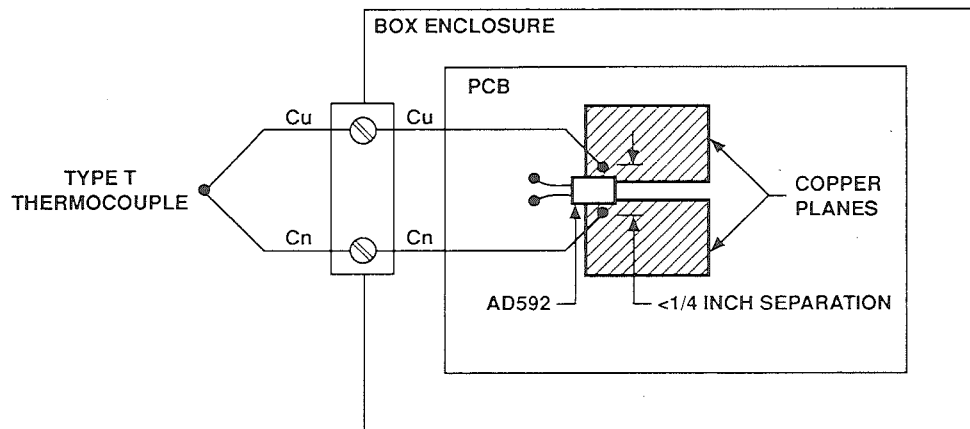 BOX ENCLOSURE
PCB
Cu
Cu
TYPE T
THERMOCOUPLE
COPPER
PLANES
Cn
Cn
AD592
<1/4 INCH SEPARATION